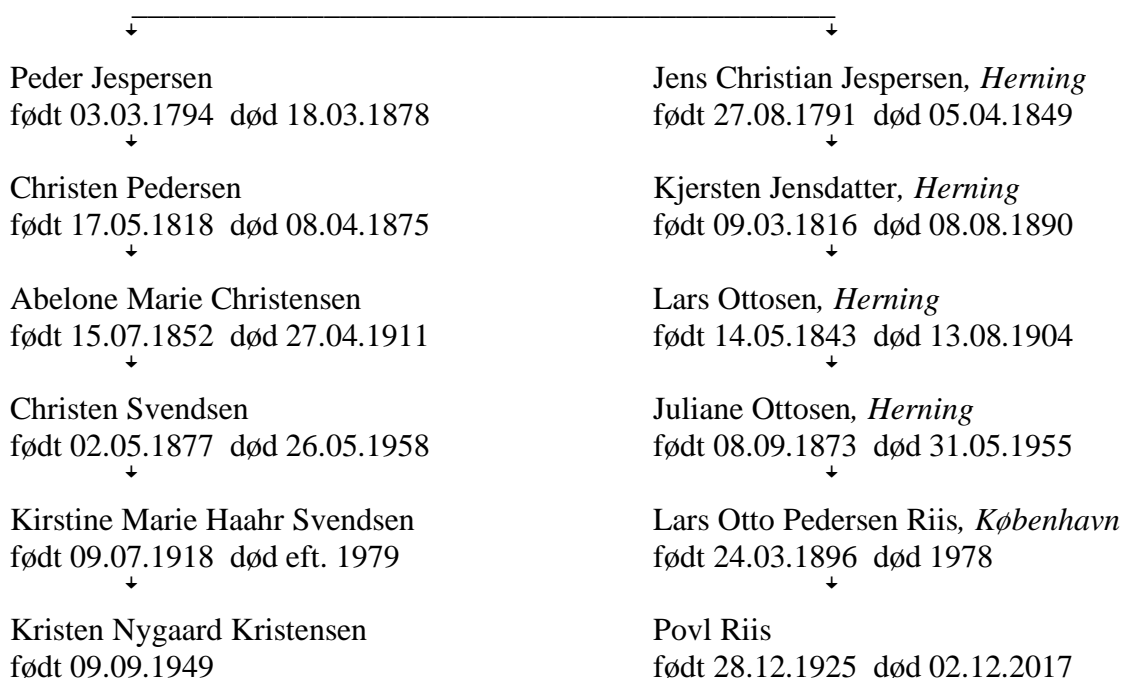 Peder Jespersen
født 03.03.1794 død 18.03.1878
Christen Pedersen
født 17.05.1818 død 08.04.1875
Abelone Marie Christensen
født 15.07.1852 død 27.04.1911
Christen Svendsen
født 02.05.1877 død 26.05.1958
Kirstine Marie Haahr Svendsen
født 09.07.1918 død eft. 1979
Kristen Nygaard Kristensen
født 09.09.1949
Jens Christian Jespersen, Herning
født 27.08.1791 død 05.04.1849
Kjersten Jensdatter, Herning
født 09.03.1816 død 08.08.1890
Lars Ottosen, Herning
født 14.05.1843 død 13.08.1904
Juliane Ottosen, Herning
født 08.09.1873 død 31.05.1955
Lars Otto Pedersen Riis, København
født 24.03.1896 død 1978
Povl Riis
født 28.12.1925 død 02.12.2017